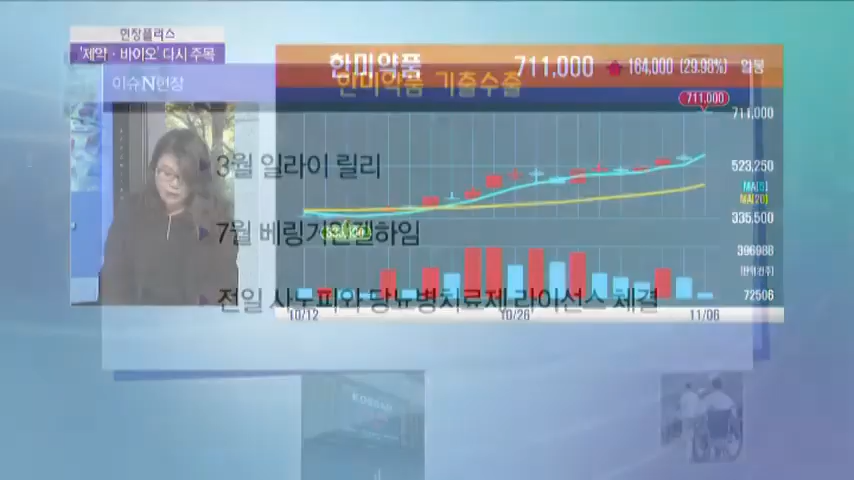 현장플러스
'제약·바이오' 다시 주목
이슈N현장
한미약품 711,000 164,000 (29.98%) 일봉
한미약품 기술수출
711,000
711,000
3월 일라이 릴리
523,250
MA[5]
MA[20]
335,500
7월 베링거인겔하임
396988
72506
전일 사노피와 당뇨병치료제 라이선스 체결
10/12 10/26 11/06